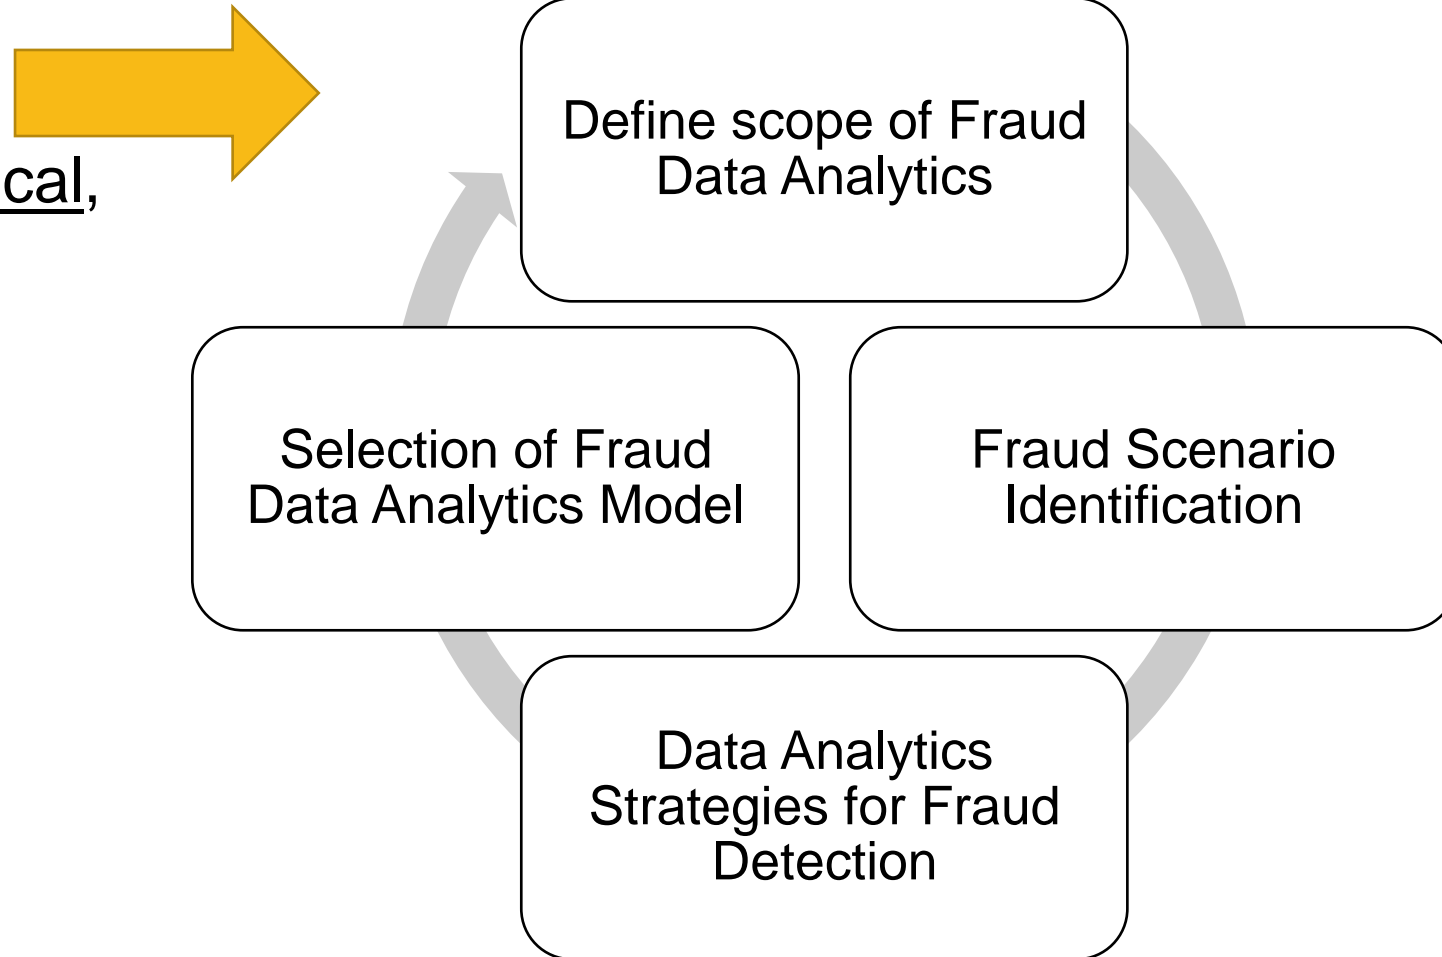 cal,
Define scope of Fraud
Data Analytics
Selection of Fraud
Data Analytics Model
Fraud Scenario
Identification
Data Analytics
Strategies for Fraud
Detection